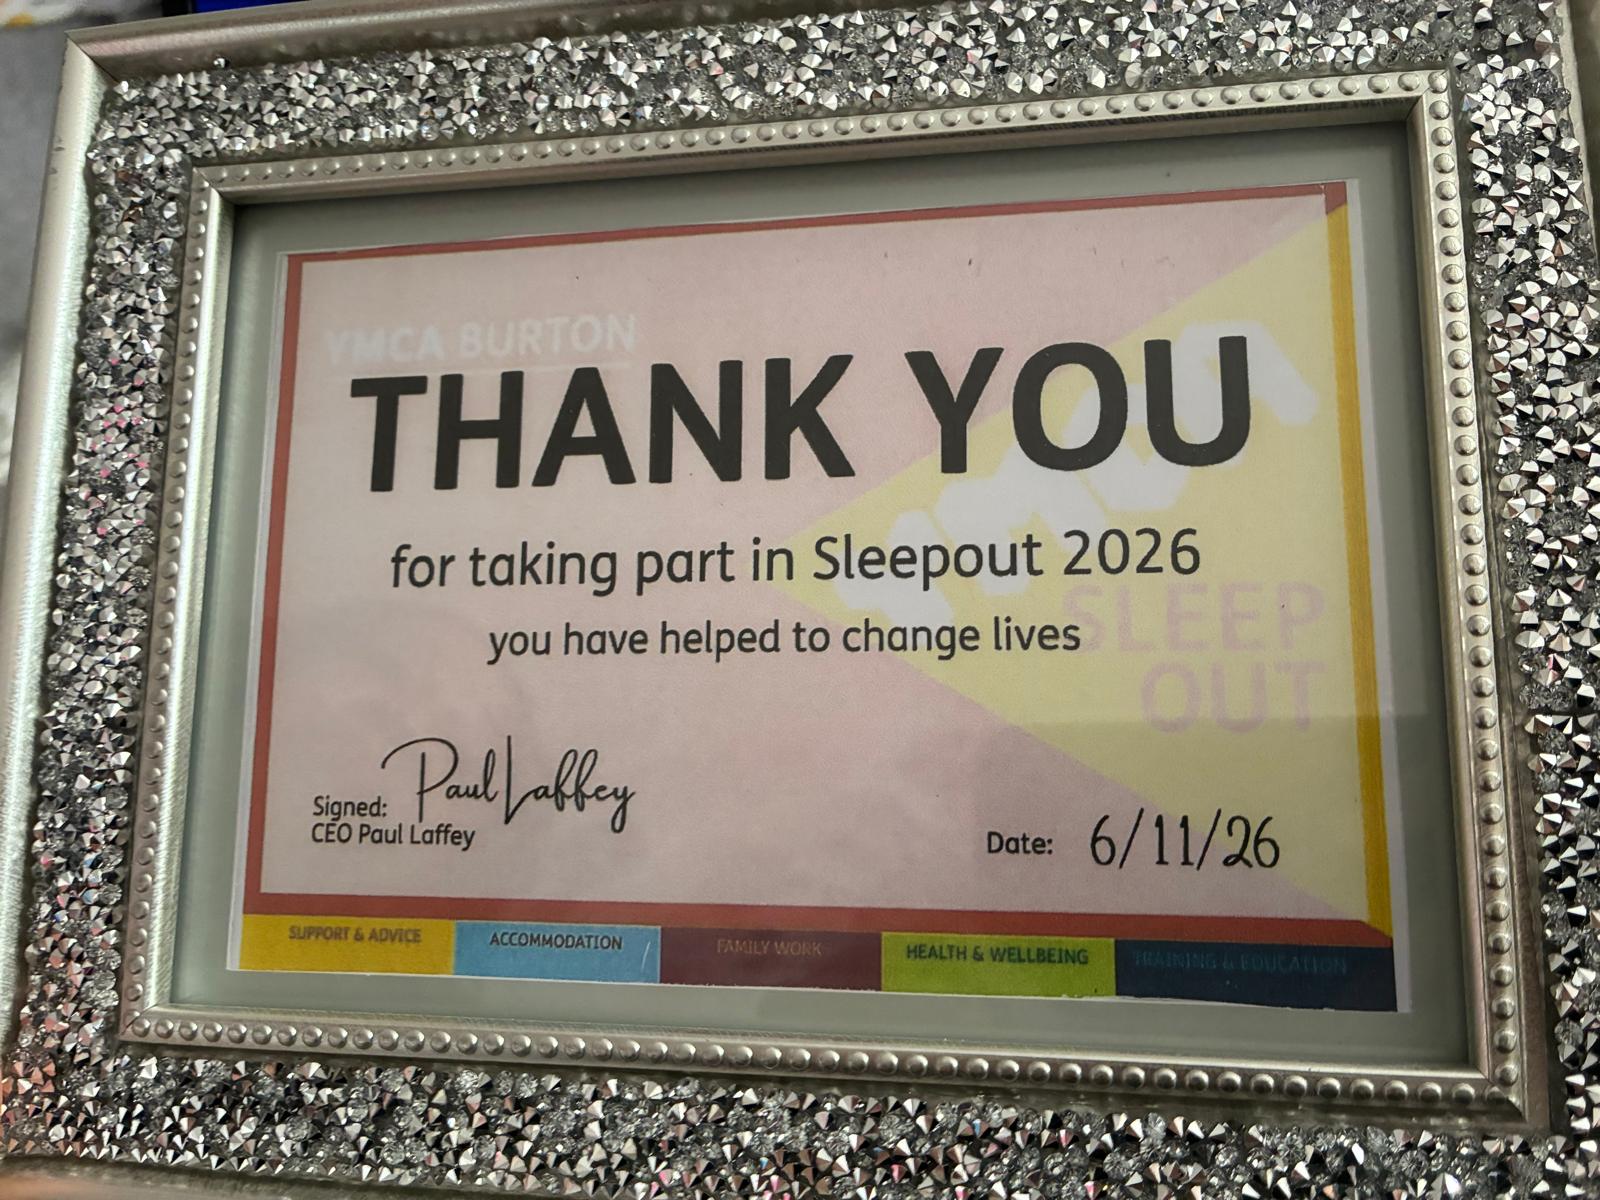 YMCA BURTON
THANK YOU
for taking part in Sleepout 2026
you have helped to change lives
SLEEP
OUT
Paul Laffey
Signed:
CEO Paul Laffey
Date: 6/11/26
SUPPORT & ADVICE
ACCOMMODATION
FAMILY WORK
HEALTH & WELLBEING
TRAINING & EDUCATION